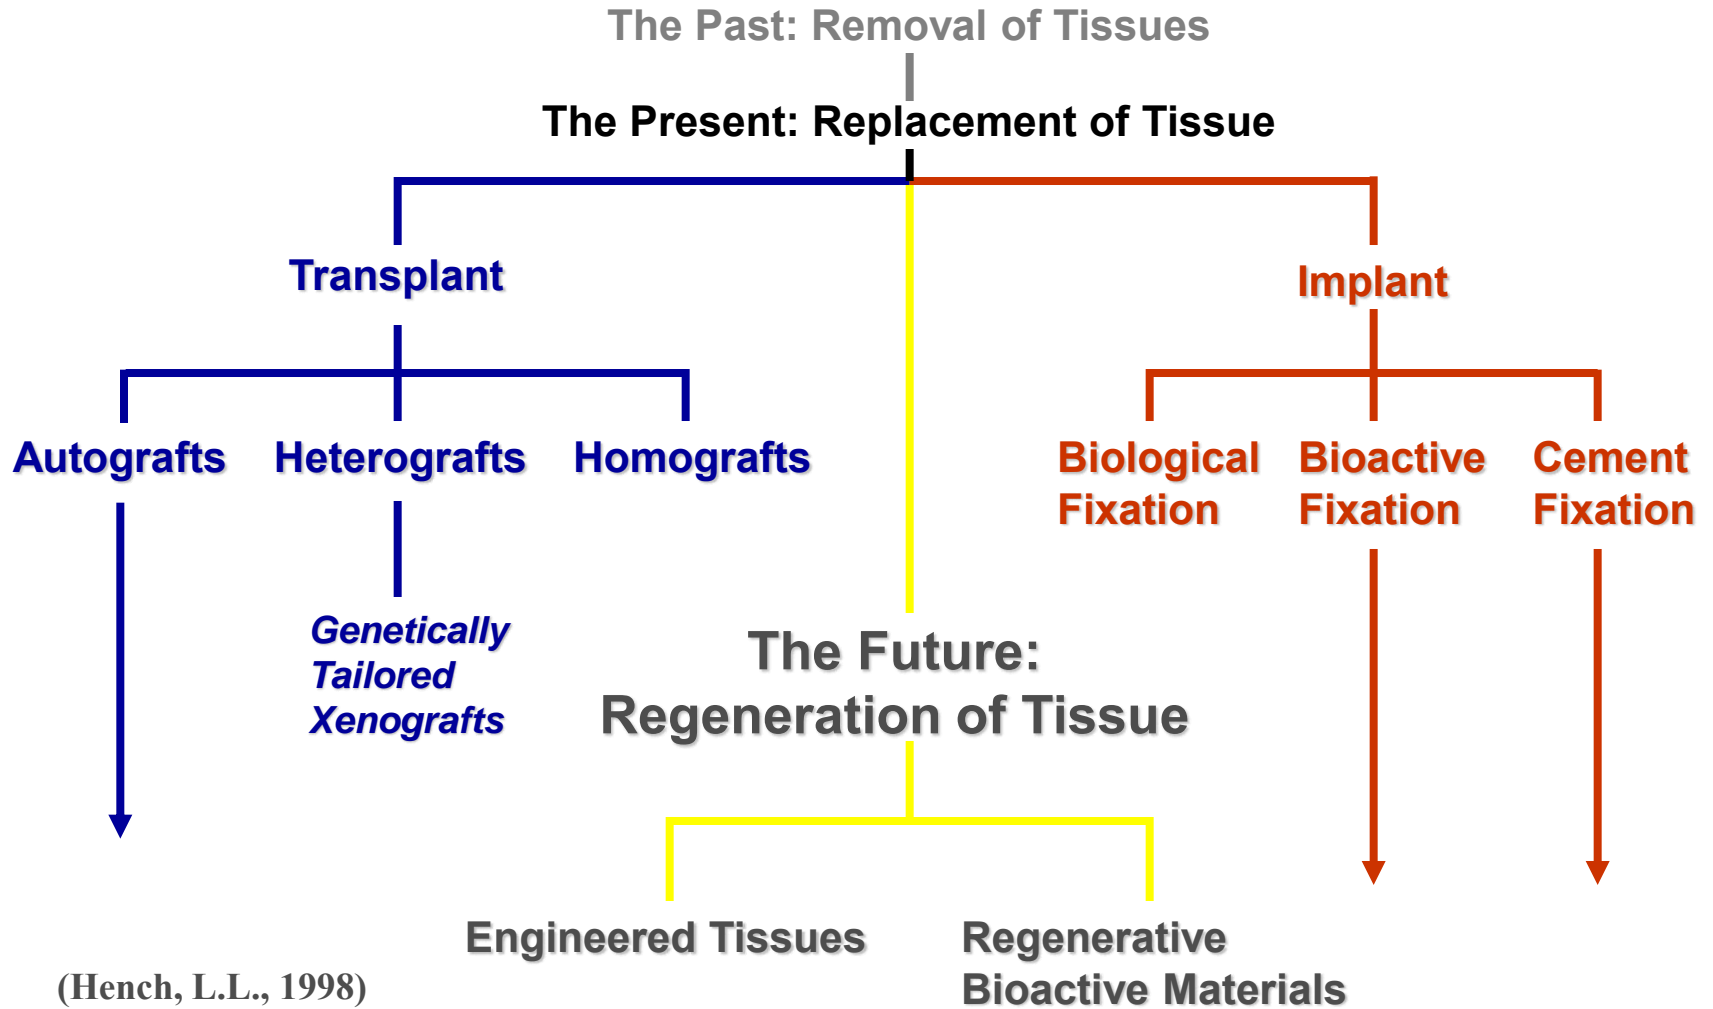 The Past: Removal of Tissues
The Present: Replacement of Tissue
Transplant
Implant
Autografts
Heterografts
Homografts
Biological
Fixation
Bioactive
Fixation
Cement
Fixation
Genetically
Tailored
Xenografts
The Future:
Regeneration of Tissue
Engineered Tissues
Regenerative
Bioactive Materials
(Hench, L.L., 1998)